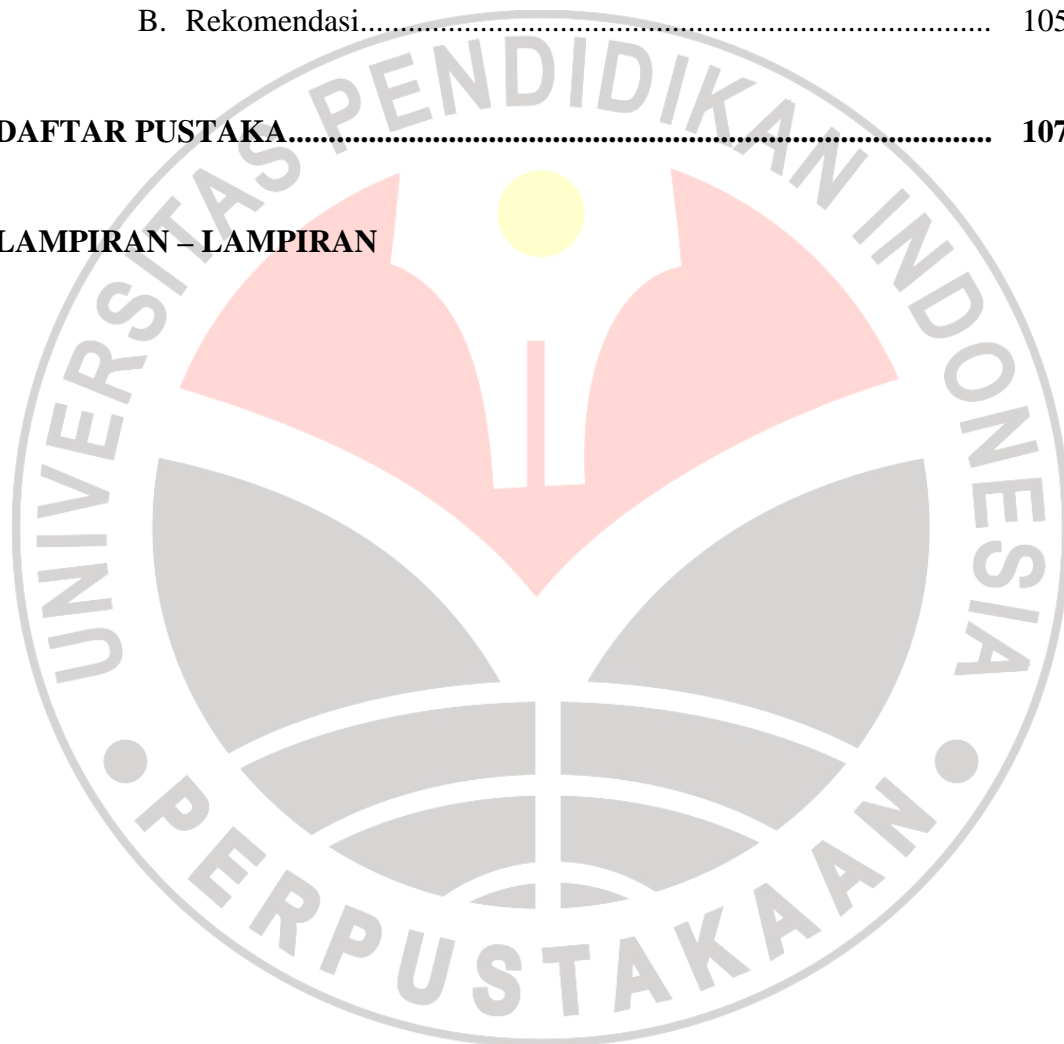 B. Rekomendasi........................................................................... 105
DAFTAR PUSTAKA..................................................................................... 107
LAMPIRAN – LAMPIRAN
UNIVERSITAS PENDIDIKAN INDONESIA
PERPUSTAKAAN